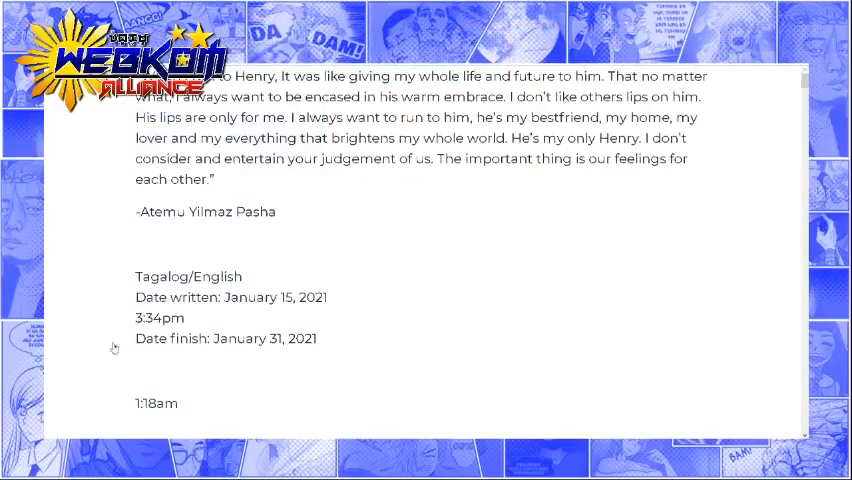 AANGG!
DA
DAM!
WEBKOM
ALLIANCE
to Henry, It was like giving my whole life and future to him. That no matter
what, I always want to be encased in his warm embrace. I don't like others lips on him.
His lips are only for me. I always want to run to him, he's my bestfriend, my home, my
lover and my everything that brightens my whole world. He's my only Henry. I don't
consider and entertain your judgement of us. The important thing is our feelings for
each other."
-Atemu Yilmaz Pasha
Tagalog/English
Date written: January 15, 2021
3:34pm
Date finish: January 31, 2021
1:18am
BAM!